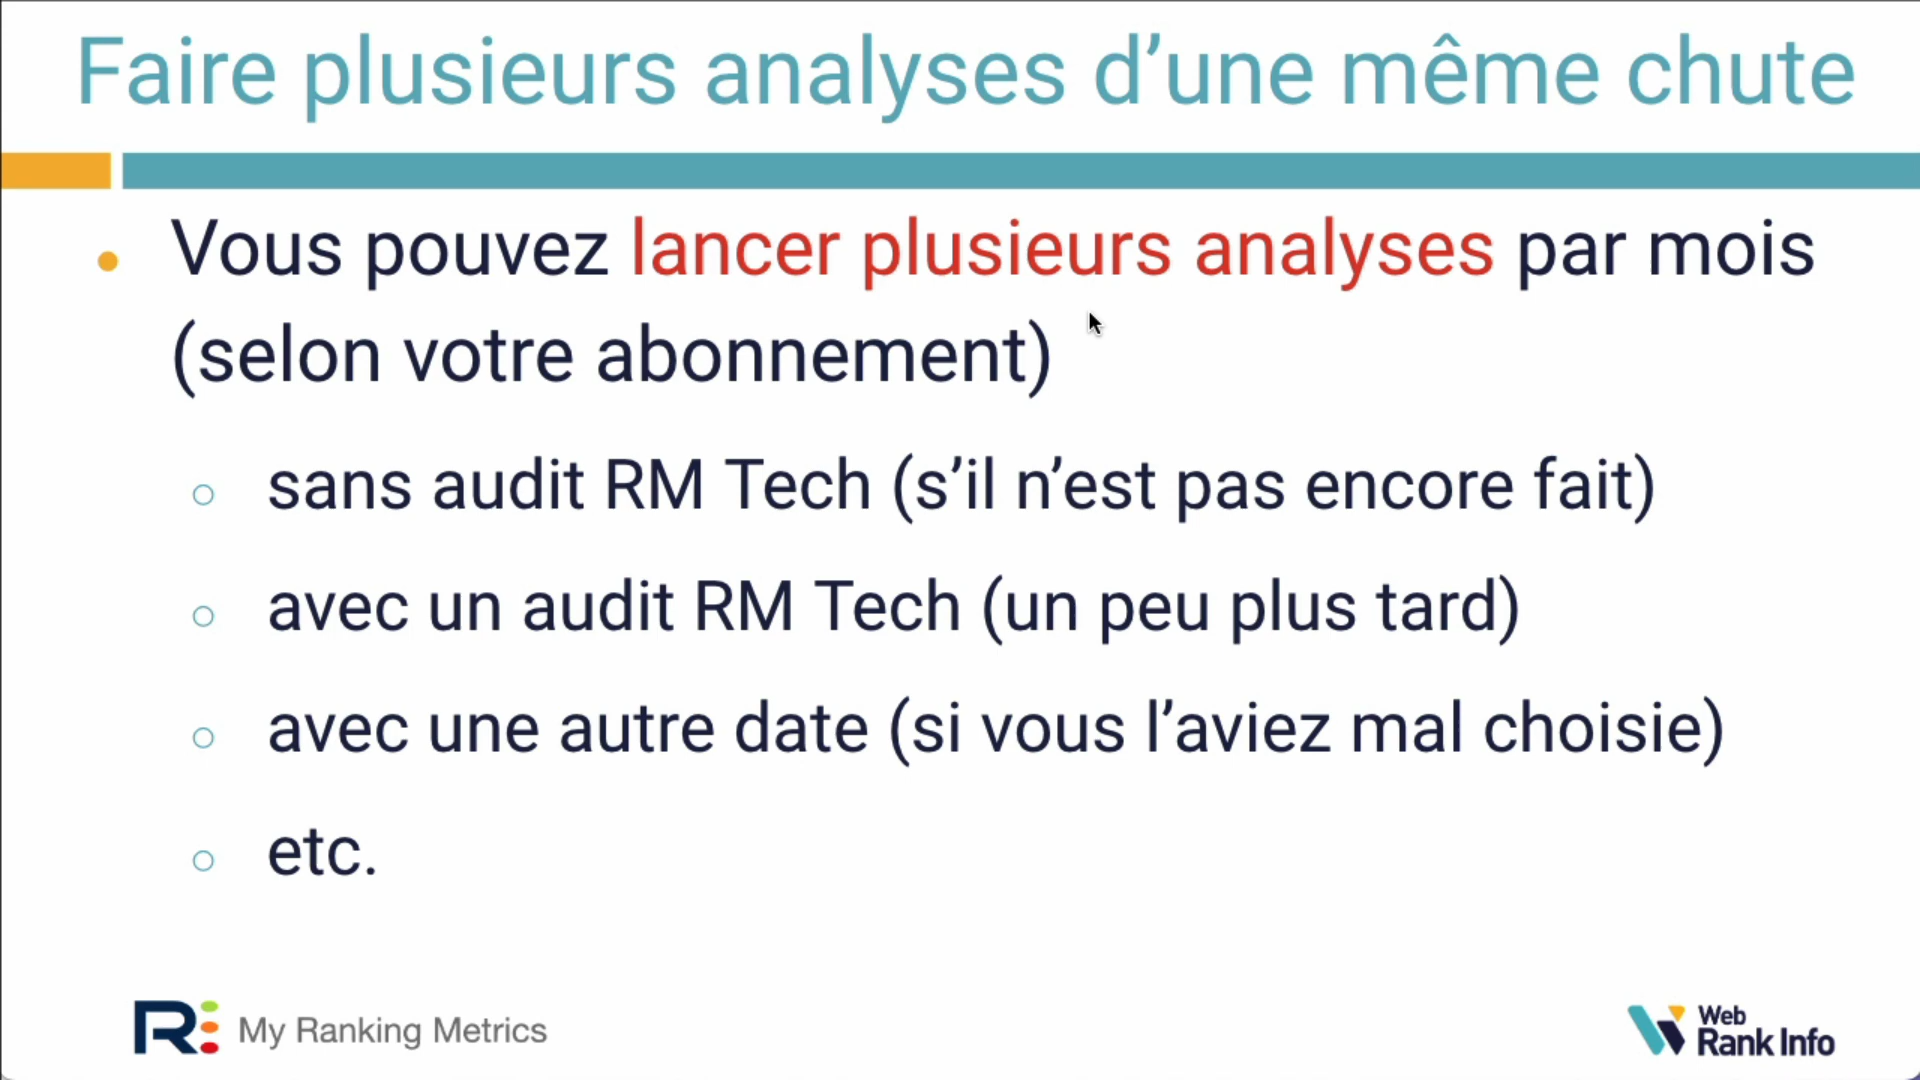 Faire plusieurs analyses d’une même chute
Vous pouvez lancer plusieurs analyses par mois
(selon votre abonnement)
sans audit RM Tech (s’il n’est pas encore fait)
avec un audit RM Tech (un peu plus tard)
avec une autre date (si vous l’aviez mal choisie)
etc.
R My Ranking Metrics
Web
Rank Info